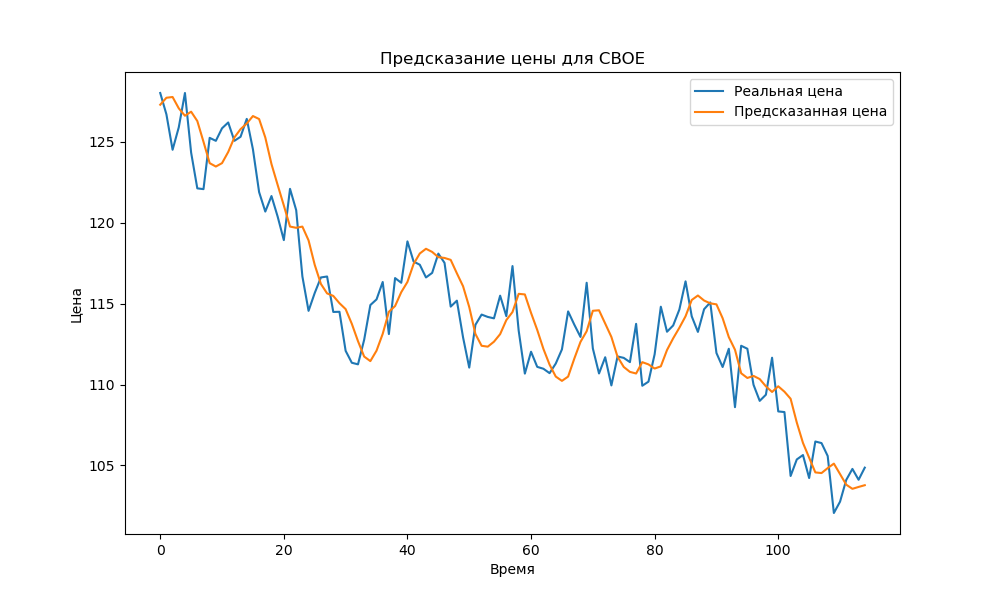 Предсказание цены для CBOE
Реальная цена
Предсказанная цена
Цена
125
120
115
110
105
0 20 40 60 80 100
Время